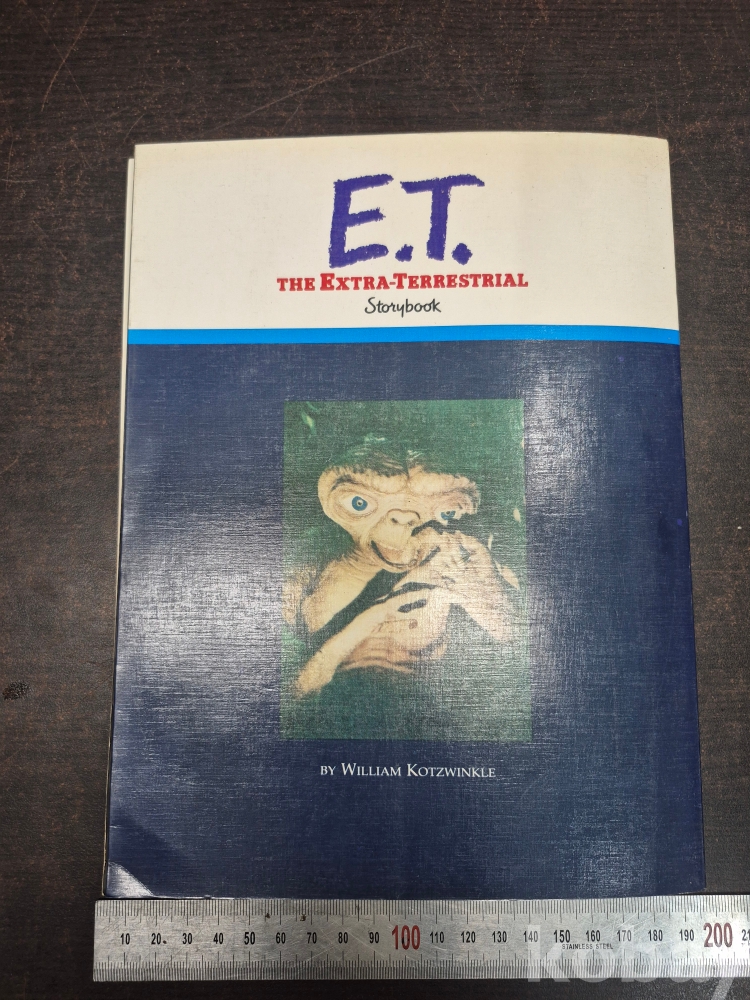 E.T.
THE EXTRA-TERRESTRIAL
Storybook
BY WILLIAM KOTZWINKLE
10 20 30 40 50 60 70 80 90 100 110 120 130 140 150 160 170 180 190 200
STAINLESS STEEL